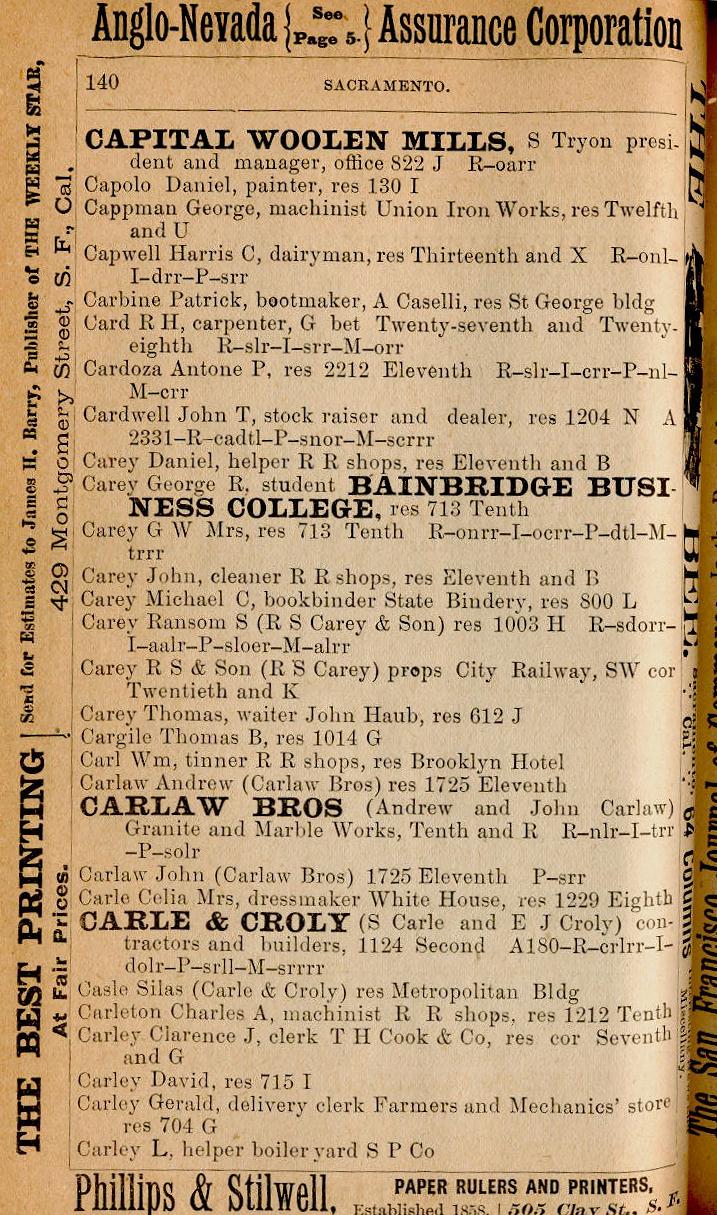 Anglo-Nevada { See Page 5. } Assurance Corporation
140 SACRAMENTO.
CAPITAL WOOLEN MILLS, S Tryon presi-
dent and manager, office 822 J R–oarr
Capolo Daniel, painter, res 130 I
Cappman George, machinist Union Iron Works, res Twelfth
and U
Capwell Harris C, dairyman, res Thirteenth and X R–onl–
I–drr–P–srr
Carbine Patrick, bootmaker, A Caselli, res St George bldg
Card R H, carpenter, G bet Twenty-seventh and Twenty-
eighth R–slr–I–srr–M–orr
Cardoza Antone P, res 2212 Eleventh R–slr–I–crr–P–nl–
M–crr
Cardwell John T, stock raiser and dealer, res 1204 N A
2331–R–cadtl–P–snor–M–scrrr
Carey Daniel, helper R R shops, res Eleventh and B
Carey George R, student BAINBRIDGE BUSI-
NESS COLLEGE, res 713 Tenth
Carey G W Mrs, res 713 Tenth R–onrr–I–ocrr–P–dtl–M–
trrr
Carey John, cleaner R R shops, res Eleventh and B
Carey Michael C, bookbinder State Bindery, res 800 L
Carey Ransom S (R S Carey & Son) res 1003 H R–sdorr–
I–aalr–P–sloer–M–alrr
Carey R S & Son (R S Carey) props City Railway, SW cor
Twentieth and K
Carey Thomas, waiter John Haub, res 612 J
Cargile Thomas B, res 1014 G
Carl Wm, tinner R R shops, res Brooklyn Hotel
Carlaw Andrew (Carlaw Bros) res 1725 Eleventh
CARLAW BROS (Andrew and John Carlaw)
Granite and Marble Works, Tenth and R R–nlr–I–trr
–P–solr
Carlaw John (Carlaw Bros) 1725 Eleventh P–srr
Carle Celia Mrs, dressmaker White House, res 1229 Eighth
CARLE & CROLY (S Carle and E J Croly) con-
tractors and builders, 1124 Second A180–R–crlrr–I–
dolr–P–srll–M–srrrr
Casle Silas (Carle & Croly) res Metropolitan Bldg
Carleton Charles A, machinist R R shops, res 1212 Tenth
Carley Clarence J, clerk T H Cook & Co, res cor Seventh
and G
Carley David, res 715 I
Carley Gerald, delivery clerk Farmers and Mechanics' store
res 704 G
Carley L, helper boiler yard S P Co
Phillips & Stilwell, PAPER RULERS AND PRINTERS,
Established 1858. | 505 Clay St., S. F.
THE BEST PRINTING
At Fair Prices.
Send for Estimates to James H. Barry, Publisher of THE WEEKLY STAR,
429 Montgomery Street, S. F., Cal.
THE BEE.
Cal. 64 Columns
Miscellany.
The San Francisco Journal of Commerce